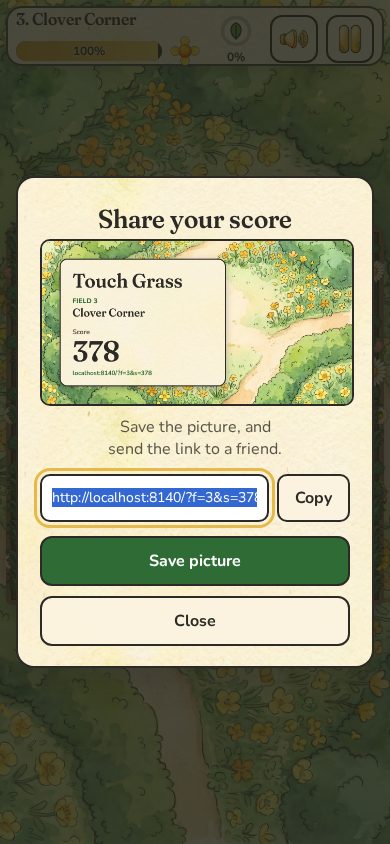 3. Clover Corner
100%
0%
Share your score
Touch Grass
FIELD 3
Clover Corner
Score
378
localhost:8140/?f=3&s=378
Save the picture, and
send the link to a friend.
http://localhost:8140/?f=3&s=378
Copy
Save picture
Close